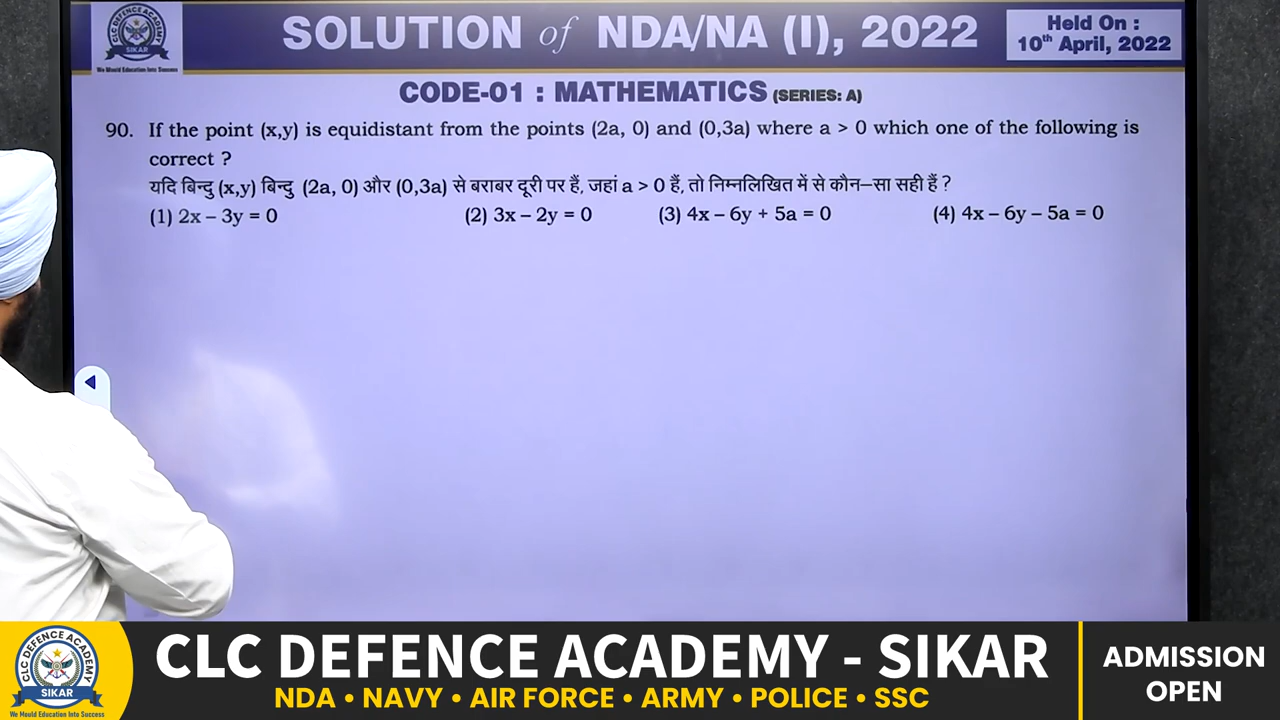 CLC DEFENCE ACADEMY
SIKAR
We Mould Education Into Success
SOLUTION of NDA/NA (I), 2022
Held On :
10th April, 2022
CODE-01 : MATHEMATICS (SERIES: A)
90. If the point (x,y) is equidistant from the points (2a, 0) and (0,3a) where a > 0 which one of the following is
correct ?
यदि बिन्दु (x,y) बिन्दु (2a, 0) और (0,3a) से बराबर दूरी पर हैं, जहां a > 0 हैं, तो निम्नलिखित में से कौन–सा सही हैं ?
(1) 2x – 3y = 0 (2) 3x – 2y = 0 (3) 4x – 6y + 5a = 0 (4) 4x – 6y – 5a = 0
CLC DEFENCE ACADEMY
SIKAR
We Mould Education Into Success
CLC DEFENCE ACADEMY - SIKAR
NDA • NAVY • AIR FORCE • ARMY • POLICE • SSC
ADMISSION
OPEN